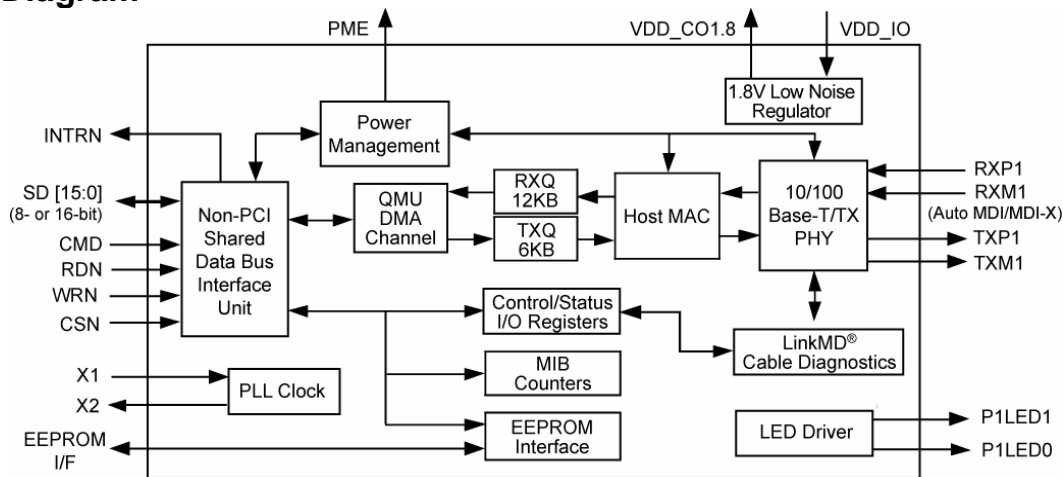 Diagram
PME
VDD_CO1.8
VDD_IO
1.8V Low Noise
Regulator
Power
Management
INTRN
SD [15:0]
(8- or 16-bit)
CMD
RDN
WRN
CSN
Non-PCI
Shared
Data Bus
Interface
Unit
QMU
DMA
Channel
RXQ
12KB
TXQ
6KB
Host MAC
10/100
Base-T/TX
PHY
RXP1
RXM1
(Auto MDI/MDI-X)
TXP1
TXM1
Control/Status
I/O Registers
LinkMD®
Cable Diagnostics
MIB
Counters
X1
X2
PLL Clock
EEPROM
I/F
EEPROM
Interface
LED Driver
P1LED1
P1LED0